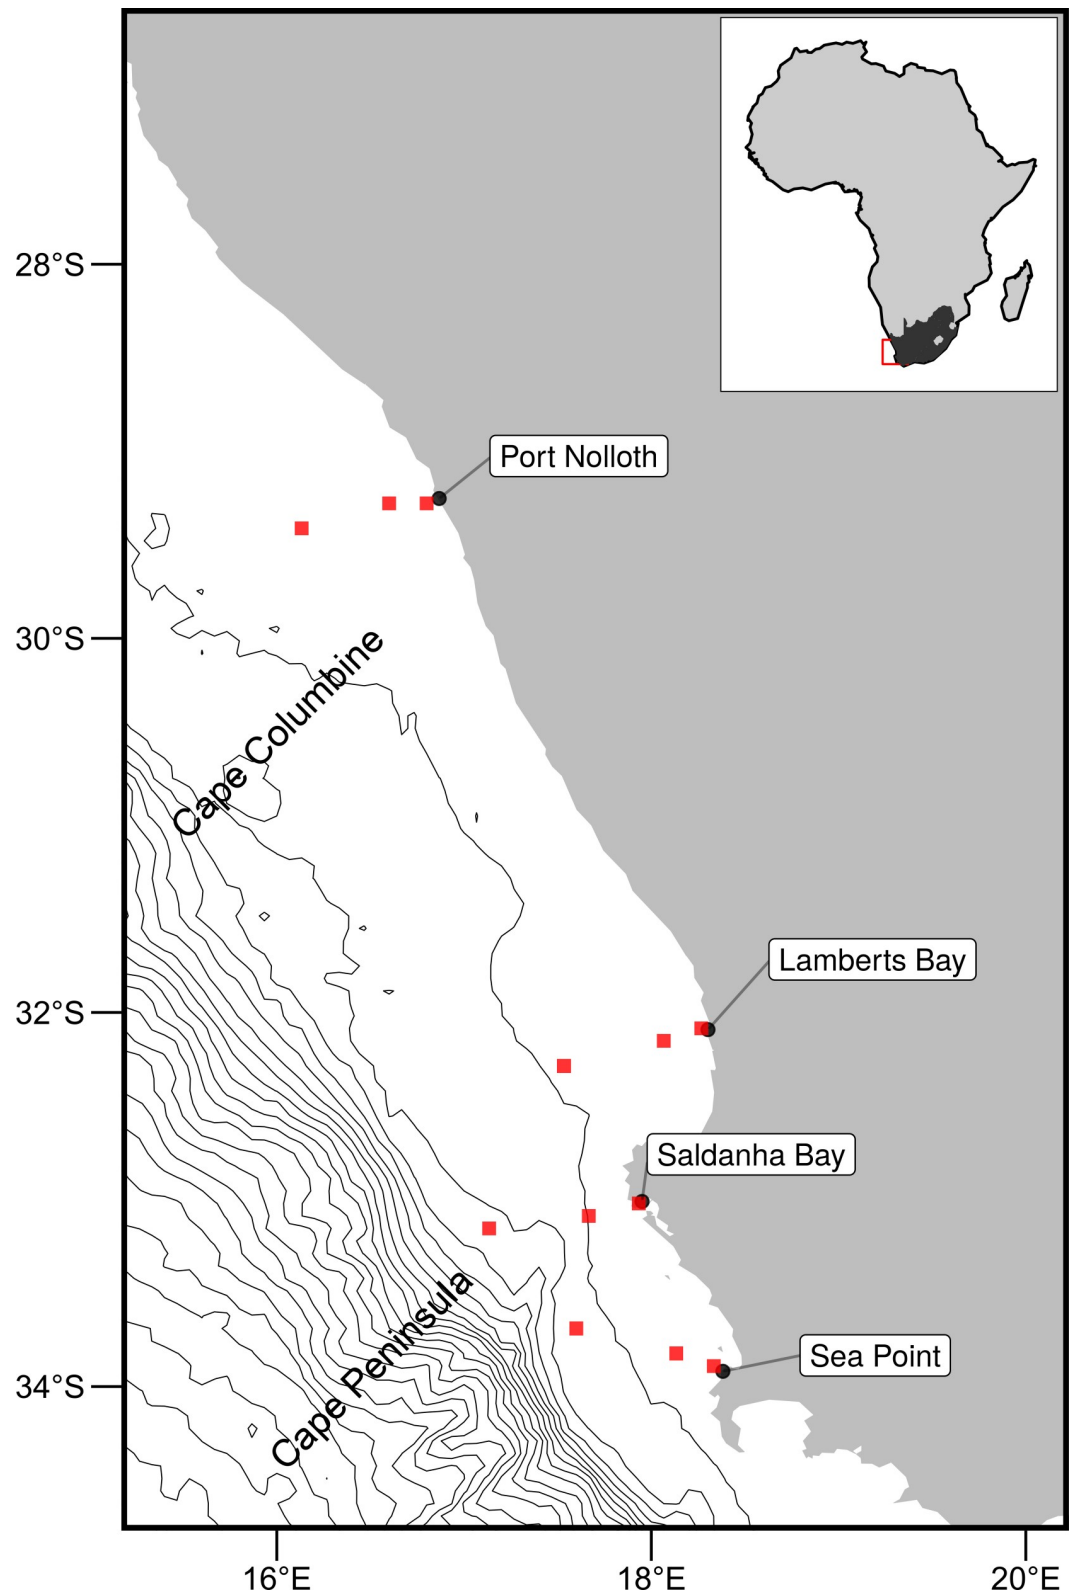 28°S
Port Nolloth
30°S
Cape Columbine
Lamberts Bay
32°S
Saldanha Bay
Cape Peninsula
Sea Point
34°S
16°E
18°E
20°E